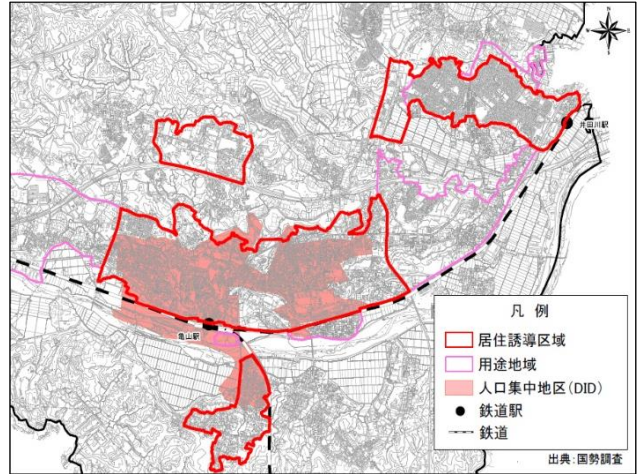 井田川駅
亀山駅
凡 例
居住誘導区域
用途地域
人口集中地区(DID)
鉄道駅
鉄道
出典:国勢調査